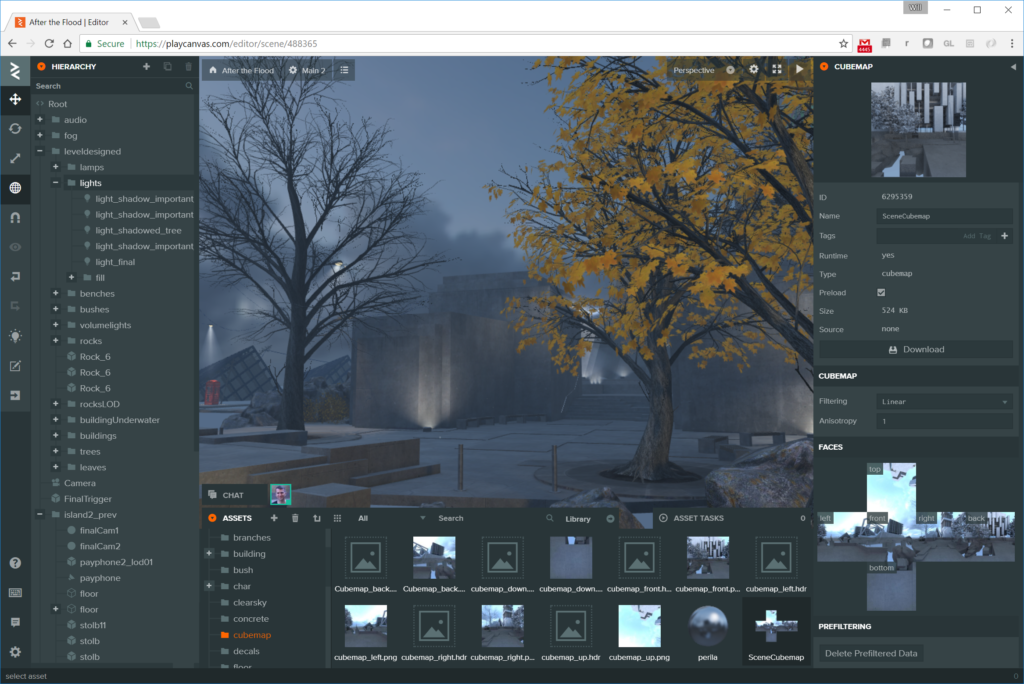 Will
After the Flood | Editor
Secure
https://playcanvas.com/editor/scene/488365
4445
GL
HIERARCHY
Search
Root
audio
fog
leveldesigned
lamps
lights
light_shadow_important
light_shadow_important
light_shadowed_tree
light_shadow_important
light_final
fill
benches
bushes
volumelights
rocks
Rock_6
Rock_6
Rock_6
rocksLOD
buildingUnderwater
buildings
trees
leaves
Camera
FinalTrigger
island2_prev
finalCam1
finalCam2
payphone2_lod01
payphone
floor
floor
stolb11
stolb
stolb
select asset
After the Flood
Main 2
Perspective
CHAT
ASSETS
All
Search
Library
ASSET TASKS
0
branches
building
bush
char
clearsky
concrete
cubemap
decals
floor
Cubemap_back....
Cubemap_back....
cubemap_down....
cubemap_down....
cubemap_front.h...
cubemap_front.p...
cubemap_left.hdr
cubemap_left.png
cubemap_right.hdr
cubemap_right.p...
cubemap_up.hdr
cubemap_up.png
perila
SceneCubemap
CUBEMAP
ID
6295359
Name
SceneCubemap
Tags
Add Tag
Runtime
yes
Type
cubemap
Preload
Size
524 KB
Source
none
Download
CUBEMAP
Filtering
Linear
Anisotropy
1
FACES
top
left
front
right
back
bottom
PREFILTERING
Delete Prefiltered Data
0